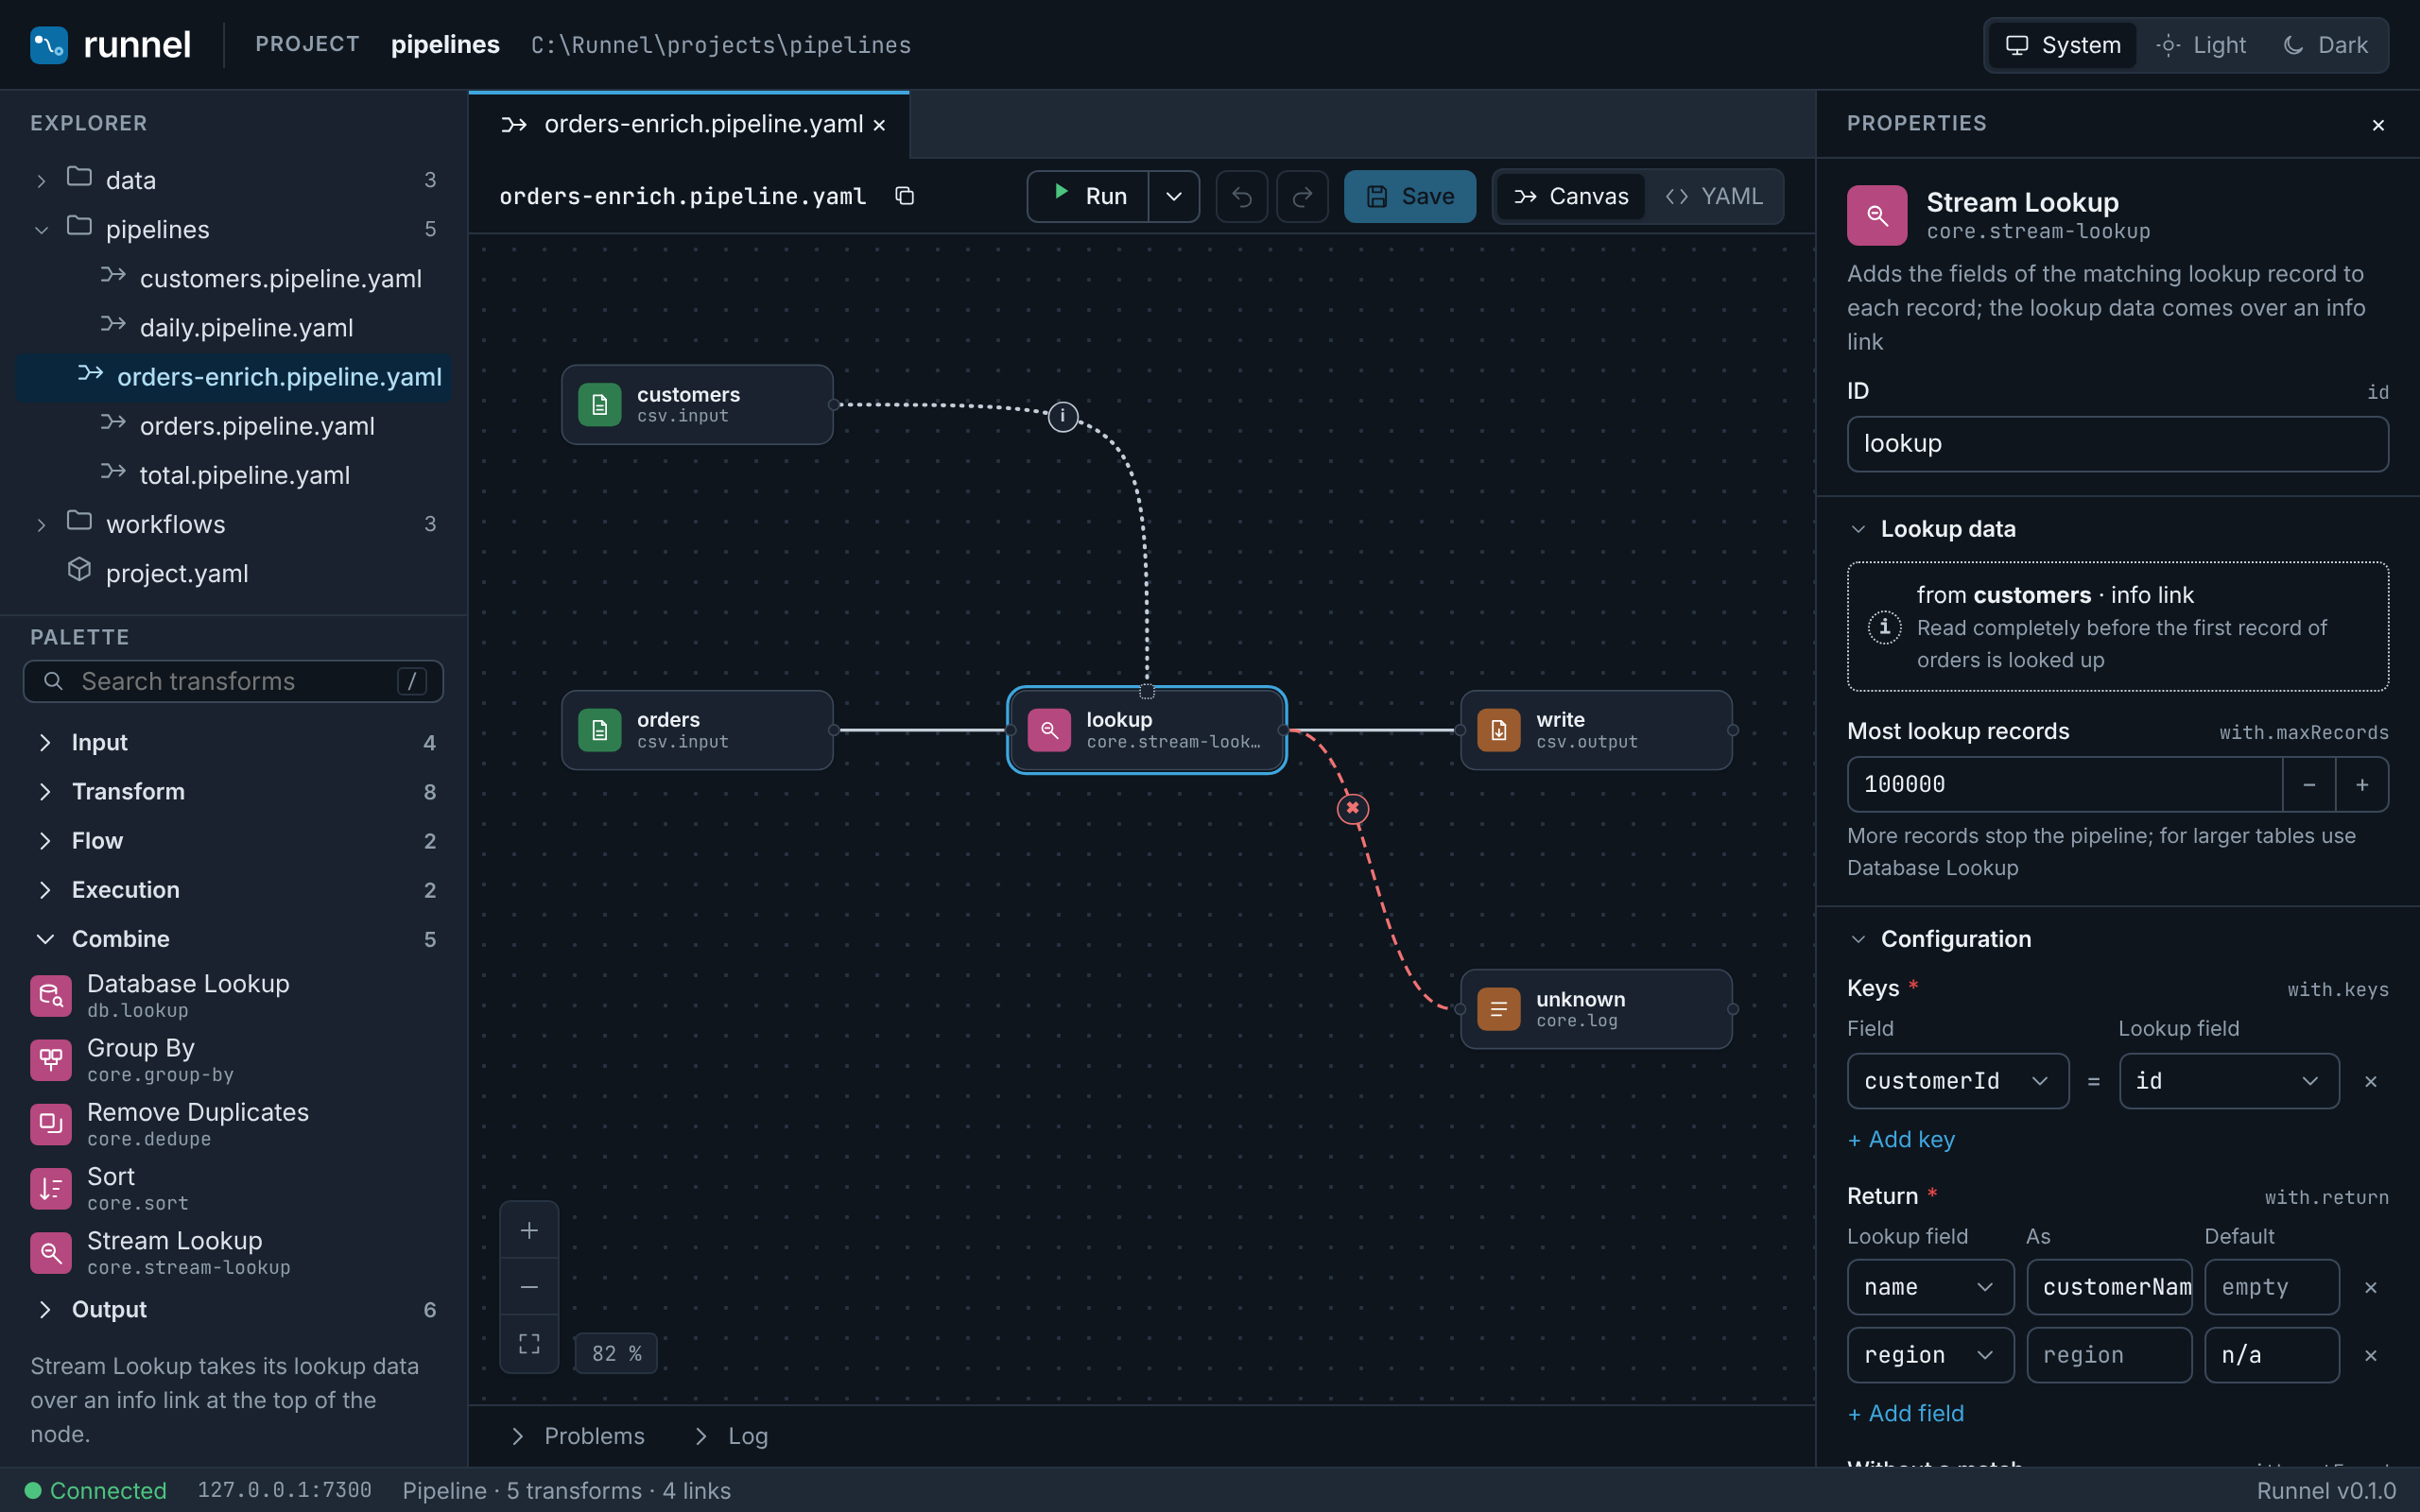 runnel
PROJECT pipelines C:\Runnel\projects\pipelines
System Light Dark
EXPLORER
data 3
pipelines 5
customers.pipeline.yaml
daily.pipeline.yaml
orders-enrich.pipeline.yaml
orders.pipeline.yaml
total.pipeline.yaml
workflows 3
project.yaml
PALETTE
Search transforms /
Input 4
Transform 8
Flow 2
Execution 2
Combine 5
Database Lookup
db.lookup
Group By
core.group-by
Remove Duplicates
core.dedupe
Sort
core.sort
Stream Lookup
core.stream-lookup
Output 6
Stream Lookup takes its lookup data
over an info link at the top of the
node.
orders-enrich.pipeline.yaml ×
orders-enrich.pipeline.yaml
Run
Save
Canvas YAML
customers
csv.input
i
orders
csv.input
lookup
core.stream-look…
write
csv.output
unknown
core.log
82 %
Problems Log
PROPERTIES ×
Stream Lookup
core.stream-lookup
Adds the fields of the matching lookup record to
each record; the lookup data comes over an info
link
ID id
lookup
Lookup data
from customers · info link
i
Read completely before the first record of
orders is looked up
Most lookup records with.maxRecords
100000 − +
More records stop the pipeline; for larger tables use
Database Lookup
Configuration
Keys * with.keys
Field Lookup field
customerId = id ×
+ Add key
Return * with.return
Lookup field As Default
name customerNam empty ×
region region n/a ×
+ Add field
Connected 127.0.0.1:7300 Pipeline · 5 transforms · 4 links
Runnel v0.1.0